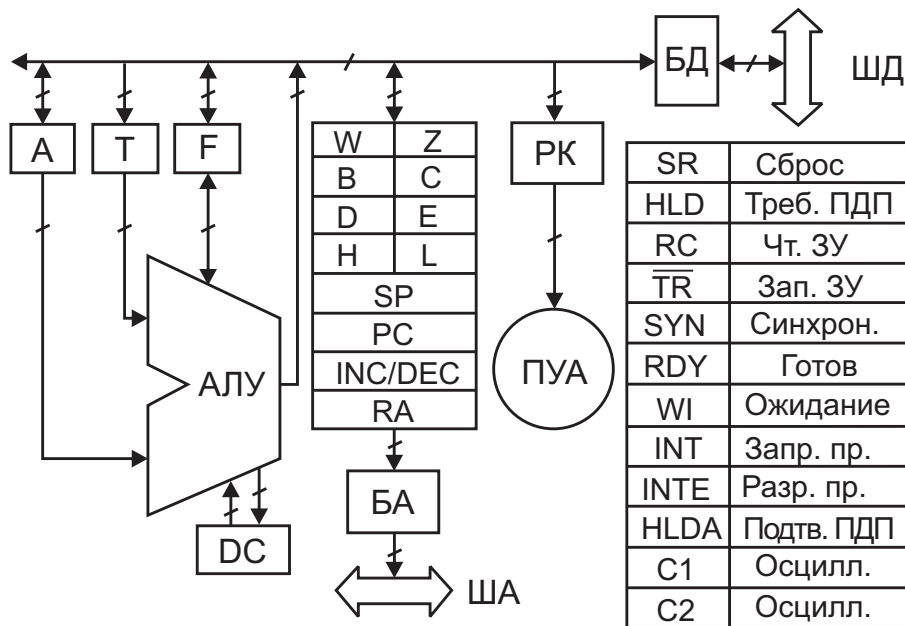 БД
ШД
A
T
F
W Z
B C
D E
H L
SP
PC
INC/DEC
RA
РК
АЛУ
ПУА
DC
БА
ША
SR Сброс
HLD Треб. ПДП
RC Чт. ЗУ
TR Зап. ЗУ
SYN Синхрон.
RDY Готов
WI Ожидание
INT Запр. пр.
INTE Разр. пр.
HLDA Подтв. ПДП
C1 Осцилл.
C2 Осцилл.